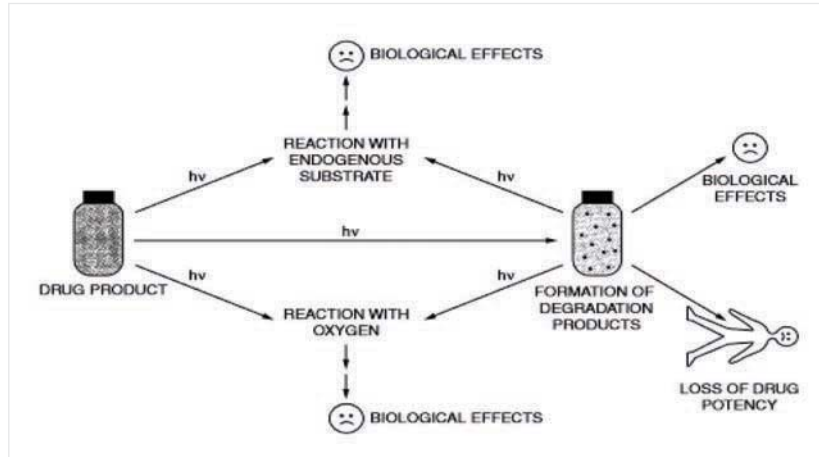 BIOLOGICAL EFFECTS
REACTION WITH
ENDOGENOUS
SUBSTRATE
hν
hν
BIOLOGICAL
EFFECTS
hν
DRUG PRODUCT
hν
hν
FORMATION OF
DEGRADATION
PRODUCTS
REACTION WITH
OXYGEN
LOSS OF DRUG
POTENCY
BIOLOGICAL EFFECTS